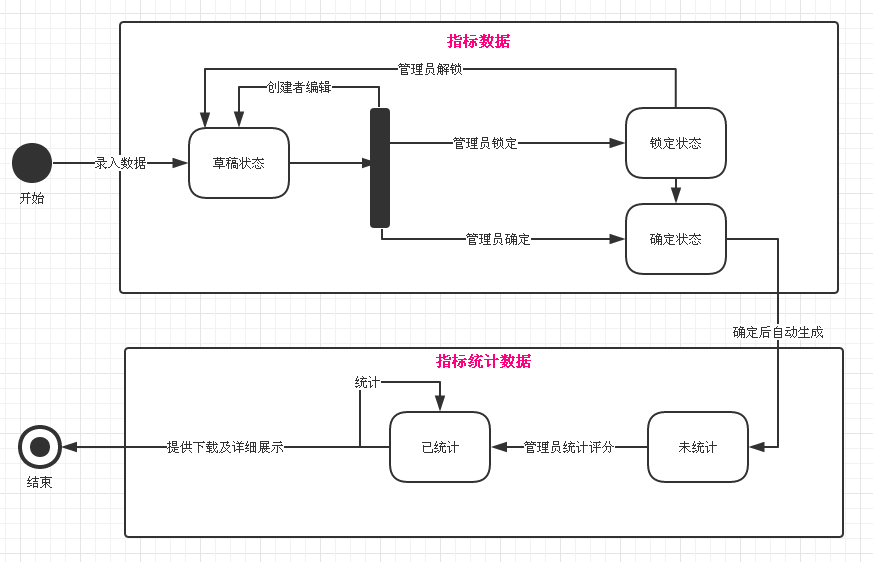 指标数据
管理员解锁
创建者编辑
管理员锁定
锁定状态
录入数据
草稿状态
开始
管理员确定
确定状态
确定后自动生成
指标统计数据
统计
提供下载及详细展示
已统计
管理员统计评分
未统计
结束